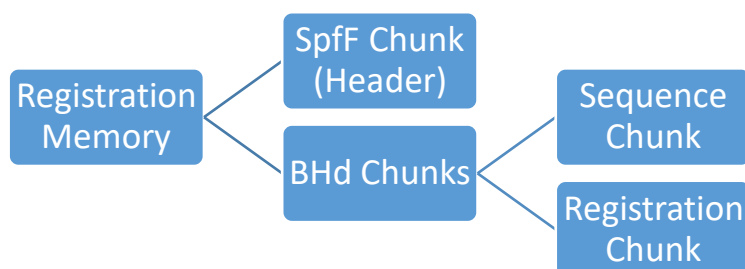 Registration
Memory
SpfF Chunk
(Header)
BHd Chunks
Sequence
Chunk
Registration
Chunk